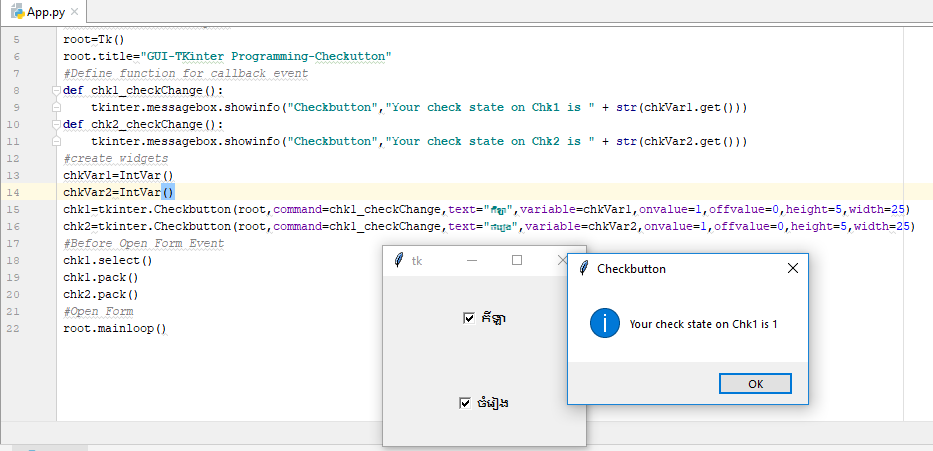 App.py
5 root=Tk()
6 root.title="GUI-TKinter Programming-Checkutton"
7 #Define function for callback event
8 def chk1_checkChange():
9 tkinter.messagebox.showinfo("Checkbutton","Your check state on Chk1 is " + str(chkVar1.get()))
10 def chk2_checkChange():
11 tkinter.messagebox.showinfo("Checkbutton","Your check state on Chk2 is " + str(chkVar2.get()))
12 #create widgets
13 chkVar1=IntVar()
14 chkVar2=IntVar()
15 chk1=tkinter.Checkbutton(root,command=chk1_checkChange,text="កីឡា",variable=chkVar1,onvalue=1,offvalue=0,height=5,width=25)
16 chk2=tkinter.Checkbutton(root,command=chk1_checkChange,text="ចំរៀង",variable=chkVar2,onvalue=1,offvalue=0,height=5,width=25)
17 #Before Open Form Event
18 chk1.select()
19 chk1.pack()
20 chk2.pack()
21 #Open Form
22 root.mainloop()
tk
កីឡា
ចំរៀង
Checkbutton
Your check state on Chk1 is 1
OK